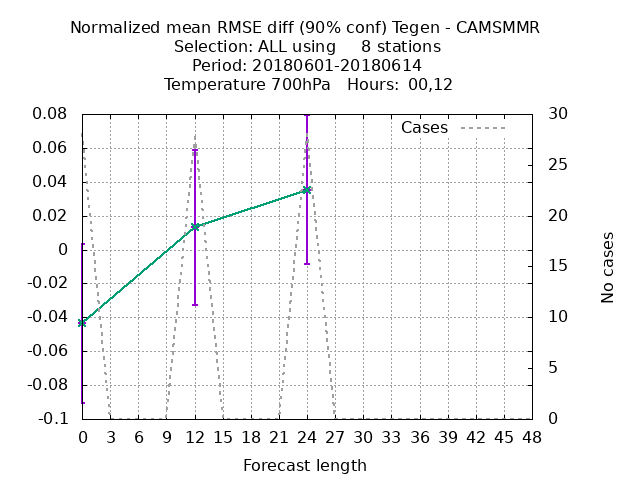 Normalized mean RMSE diff (90% conf) Tegen - CAMSMMR
Selection: ALL using 8 stations
Period: 20180601-20180614
Temperature 700hPa Hours: 00,12
Cases
0.08
0.06
0.04
0.02
0
-0.02
-0.04
-0.06
-0.08
-0.1
30
25
20
15
10
5
0
No cases
0 3 6 9 12 15 18 21 24 27 30 33 36 39 42 45 48
Forecast length